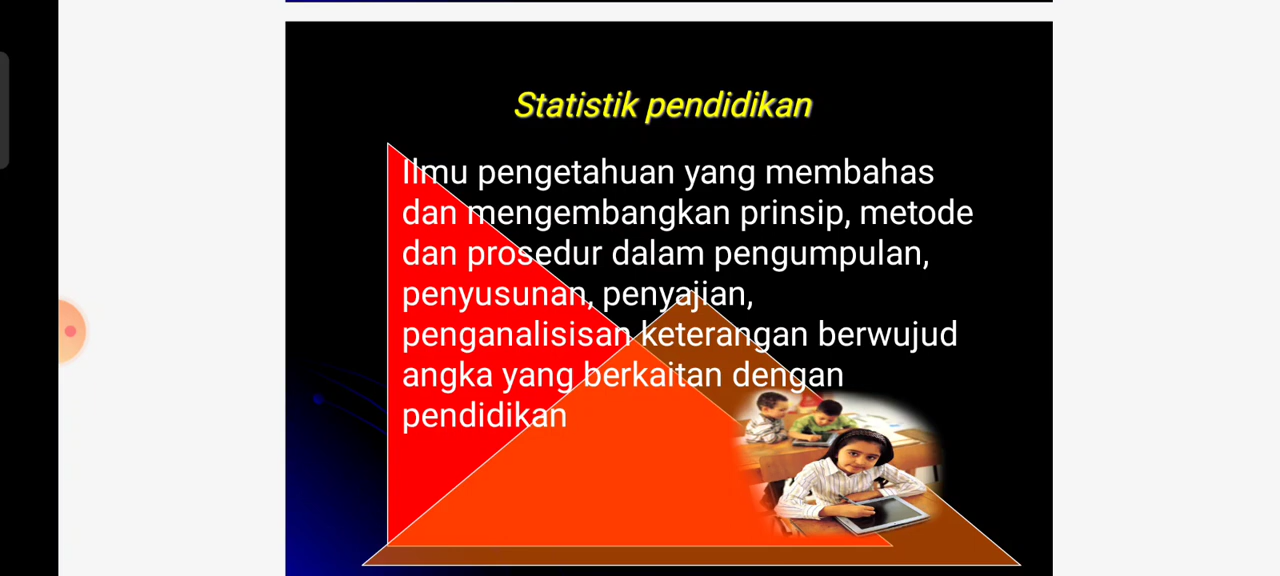 Statistik pendidikan
Ilmu pengetahuan yang membahas
dan mengembangkan prinsip, metode
dan prosedur dalam pengumpulan,
penyusunan, penyajian,
penganalisisan keterangan berwujud
angka yang berkaitan dengan
pendidikan